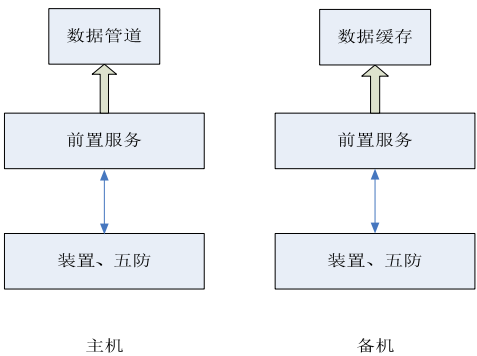 数据管道
数据缓存
前置服务
前置服务
装置、五防
装置、五防
主机
备机